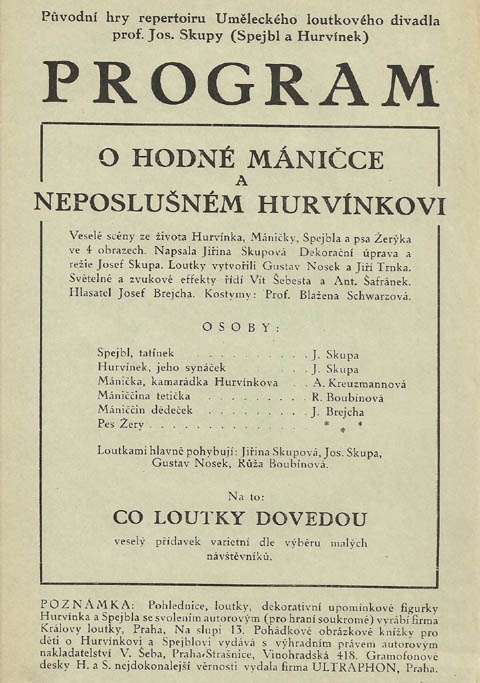 Původní hry repertoiru Uměleckého loutkového divadla
prof. Jos. Skupy (Spejbl a Hurvínek)
PROGRAM
O HODNÉ MÁNIČCE
A
NEPOSLUŠNÉM HURVÍNKOVI
Veselé scény ze života Hurvínka, Máničky, Spejbla a psa Žerýka
ve 4 obrazech. Napsala Jiřina Skupová Dekorační úprava a
režie Josef Skupa. Loutky vytvořili Gustav Nosek a Jiří Trnka.
Světelné a zvukové effekty řídí Vít Šebesta a Ant. Šafránek.
Hlasatel Josef Brejcha. Kostymy: Prof. Blažena Schwarzová.
OSOBY:
Spejbl, tatínek . . . . . . . . . . J. Skupa
Hurvínek, jeho synáček . . . . . . . J. Skupa
Mánička, kamarádka Hurvínkova . . A. Kreuzmannová
Mániččina tetička . . . . . . . . . R. Boubínová
Mániččin dědeček . . . . . . . . . J. Brejcha
Pes Žery . . . . . . . . . . . . * * *
Loutkami hlavně pohybují: Jiřina Skupová, Jos. Skupa,
Gustav Nosek, Růža Boubínová.
Na to:
CO LOUTKY DOVEDOU
veselý přídavek varietní dle výběru malých
návštěvníků.
POZNÁMKA: Pohlednice, loutky, dekorativní upomínkové figurky
Hurvínka a Spejbla se svolením autorovým (pro hraní soukromé) vyrábí firma
Královy loutky, Praha, Na slupi 13. Pohádkové obrázkové knížky pro
děti o Hurvínkovi a Spejblovi vydává s výhradním právem autorovým
nakladatelství V. Šeba, Praha-Strašnice, Vinohradská 418. Gramofonové
desky H. a S. nejdokonalejší věrnosti vydala firma ULTRAPHON, Praha.